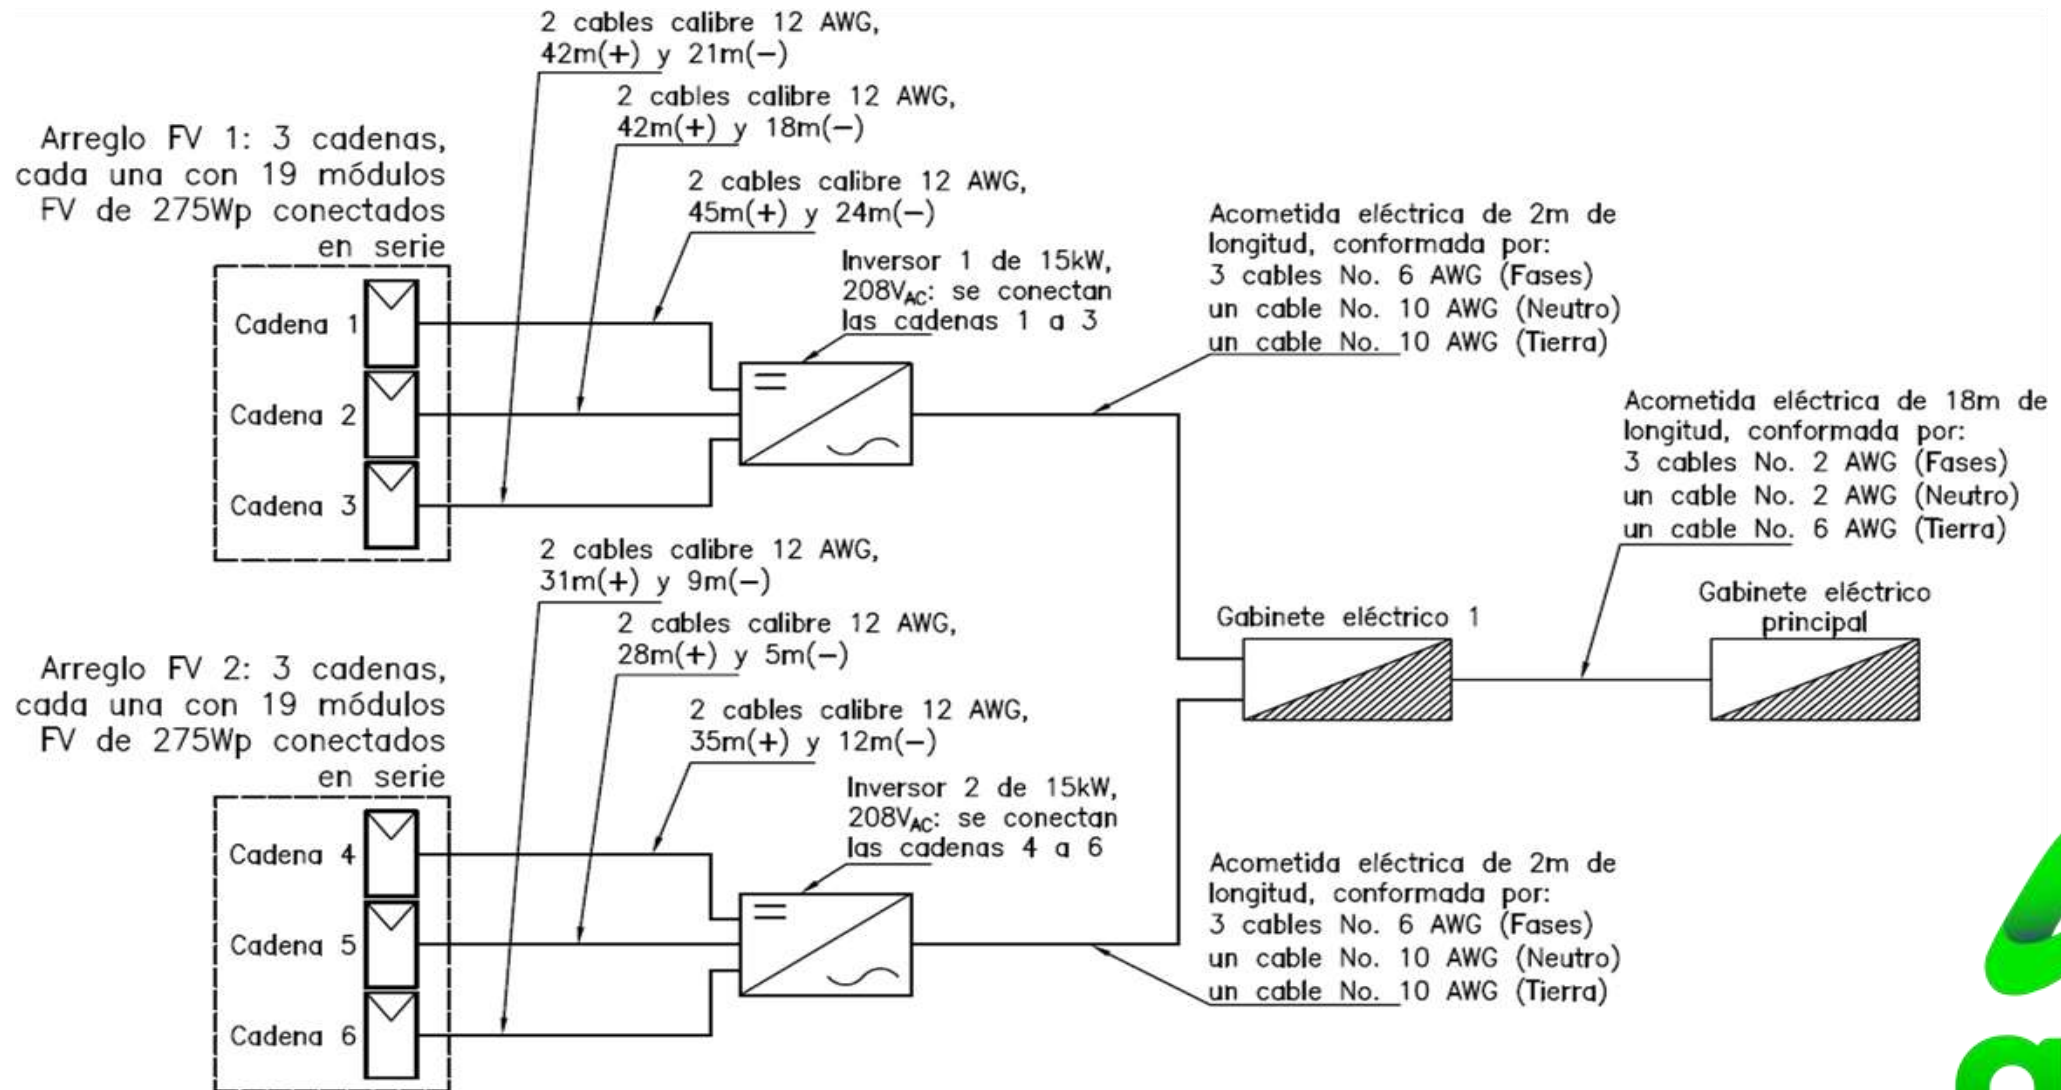 2 cables calibre 12 AWG,
42m(+) y 21m(−)
2 cables calibre 12 AWG,
42m(+) y 18m(−)
Arreglo FV 1: 3 cadenas,
cada una con 19 módulos
FV de 275Wp conectados
en serie
2 cables calibre 12 AWG,
45m(+) y 24m(−)
Inversor 1 de 15kW,
208VAC: se conectan
las cadenas 1 a 3
Cadena 1
Cadena 2
Cadena 3
Acometida eléctrica de 2m de
longitud, conformada por:
3 cables No. 6 AWG (Fases)
un cable No. 10 AWG (Neutro)
un cable No. 10 AWG (Tierra)
Acometida eléctrica de 18m de
longitud, conformada por:
3 cables No. 2 AWG (Fases)
un cable No. 2 AWG (Neutro)
un cable No. 6 AWG (Tierra)
Gabinete eléctrico 1
Gabinete eléctrico
principal
2 cables calibre 12 AWG,
31m(+) y 9m(−)
2 cables calibre 12 AWG,
28m(+) y 5m(−)
Arreglo FV 2: 3 cadenas,
cada una con 19 módulos
FV de 275Wp conectados
en serie
2 cables calibre 12 AWG,
35m(+) y 12m(−)
Inversor 2 de 15kW,
208VAC: se conectan
las cadenas 4 a 6
Cadena 4
Cadena 5
Cadena 6
Acometida eléctrica de 2m de
longitud, conformada por:
3 cables No. 6 AWG (Fases)
un cable No. 10 AWG (Neutro)
un cable No. 10 AWG (Tierra)